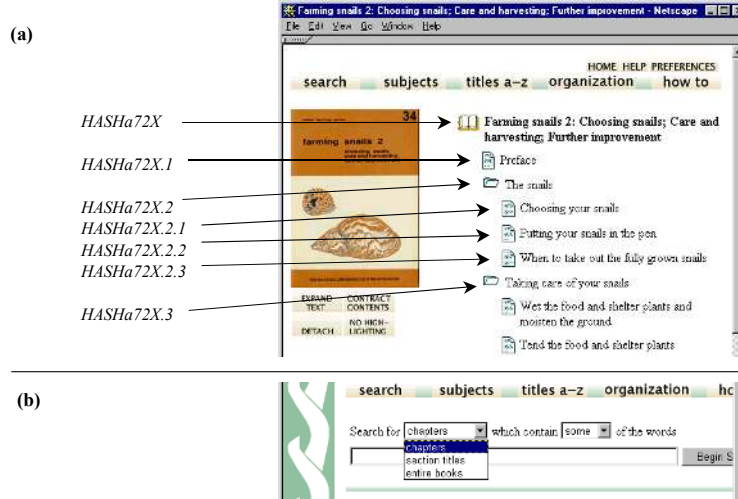 (a)
Farming snails 2: Choosing snails; Care and harvesting; Further improvement - Netscape
File Edit View Go Window Help
HOME HELP PREFERENCES
search subjects titles a–z organization how to
HASHa72X
HASHa72X.1
HASHa72X.2
HASHa72X.2.1
HASHa72X.2.2
HASHa72X.2.3
HASHa72X.3
34
farming snails 2
choosing snails
care and harvesting
EXPAND TEXT
CONTRACT CONTENTS
DETACH
NO HIGH–LIGHTING
Farming snails 2: Choosing snails; Care and
harvesting; Further improvement
Preface
The snails
Choosing your snails
Putting your snails in the pen
When to take out the fully grown snails
Taking care of your snails
Wet the food and shelter plants and
moisten the ground
Tend the food and shelter plants
(b)
search subjects titles a–z organization ho
Search for chapters which contain some of the words
chapters
section titles
entire books
Begin S